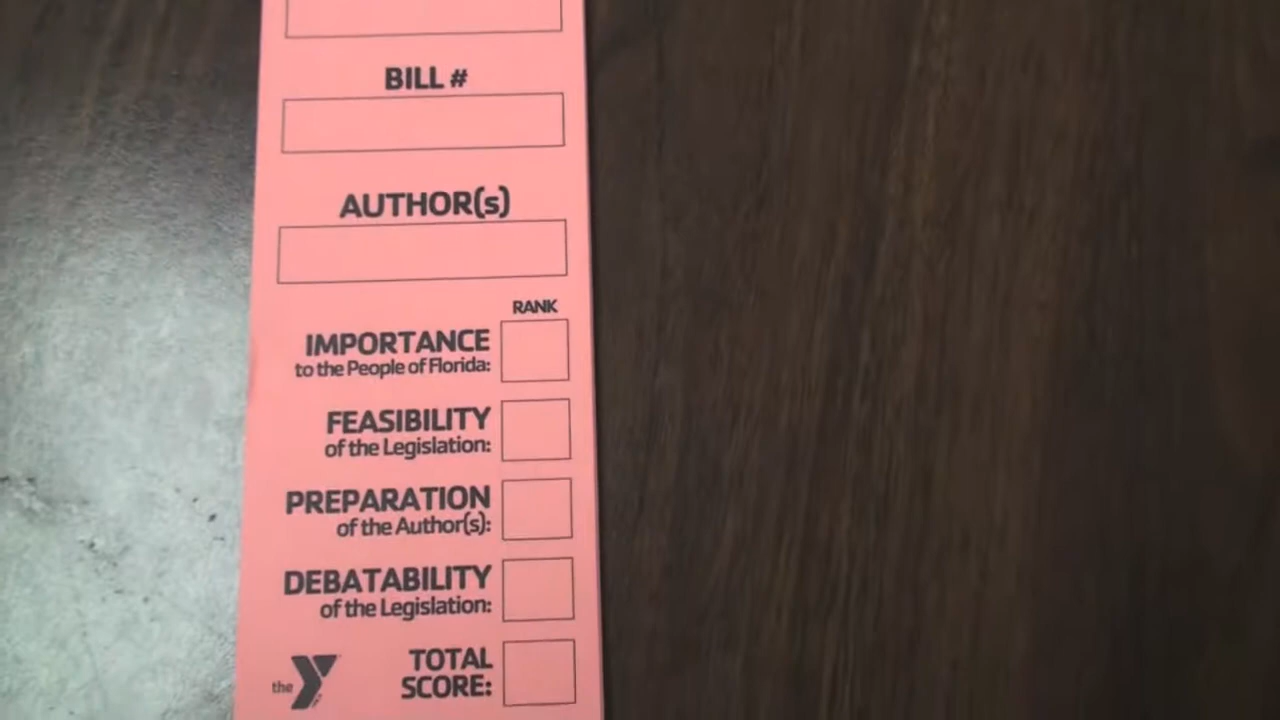 BILL #
AUTHOR(s)
RANK
IMPORTANCE
to the People of Florida:
FEASIBILITY
of the Legislation:
PREPARATION
of the Author(s):
DEBATABILITY
of the Legislation:
the Y
TOTAL
SCORE: